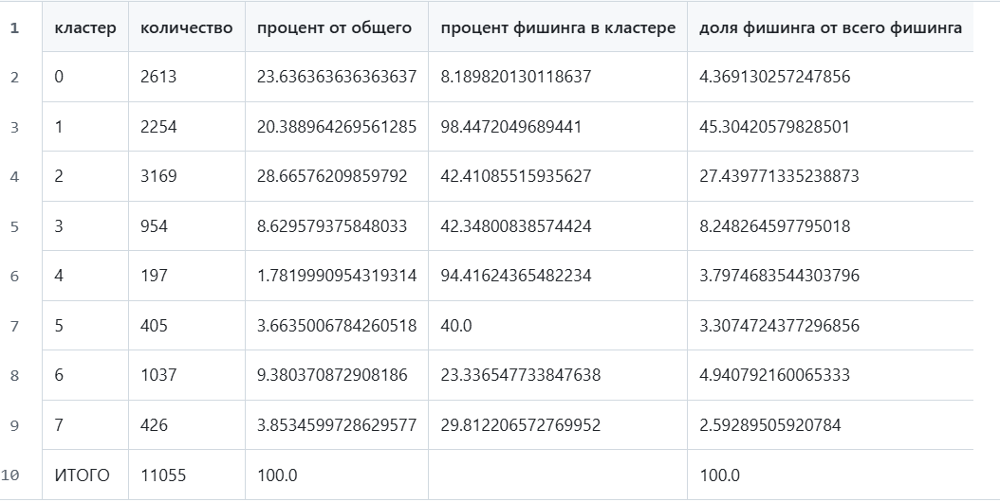 1 кластер количество процент от общего процент фишинга в кластере доля фишинга от всего фишинга
2 0 2613 23.636363636363637 8.189820130118637 4.369130257247856
3 1 2254 20.388964269561285 98.4472049689441 45.30420579828501
4 2 3169 28.66576209859792 42.41085515935627 27.439771335238873
5 3 954 8.629579375848033 42.34800838574424 8.248264597795018
6 4 197 1.7819990954319314 94.41624365482234 3.7974683544303796
7 5 405 3.6635006784260518 40.0 3.3074724377296856
8 6 1037 9.380370872908186 23.336547733847638 4.940792160065333
9 7 426 3.8534599728629577 29.812206572769952 2.59289505920784
10 ИТОГО 11055 100.0 100.0